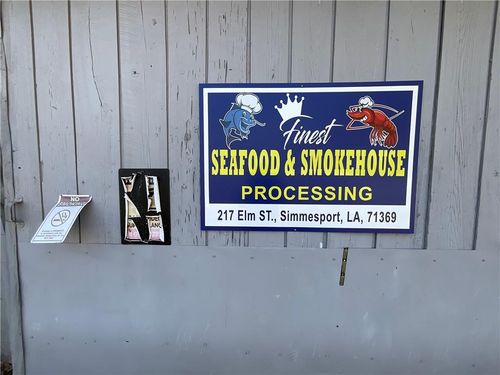 Finest
SEAFOOD & SMOKEHOUSE
PROCESSING
217 Elm ST., Simmesport, LA, 71369
NO